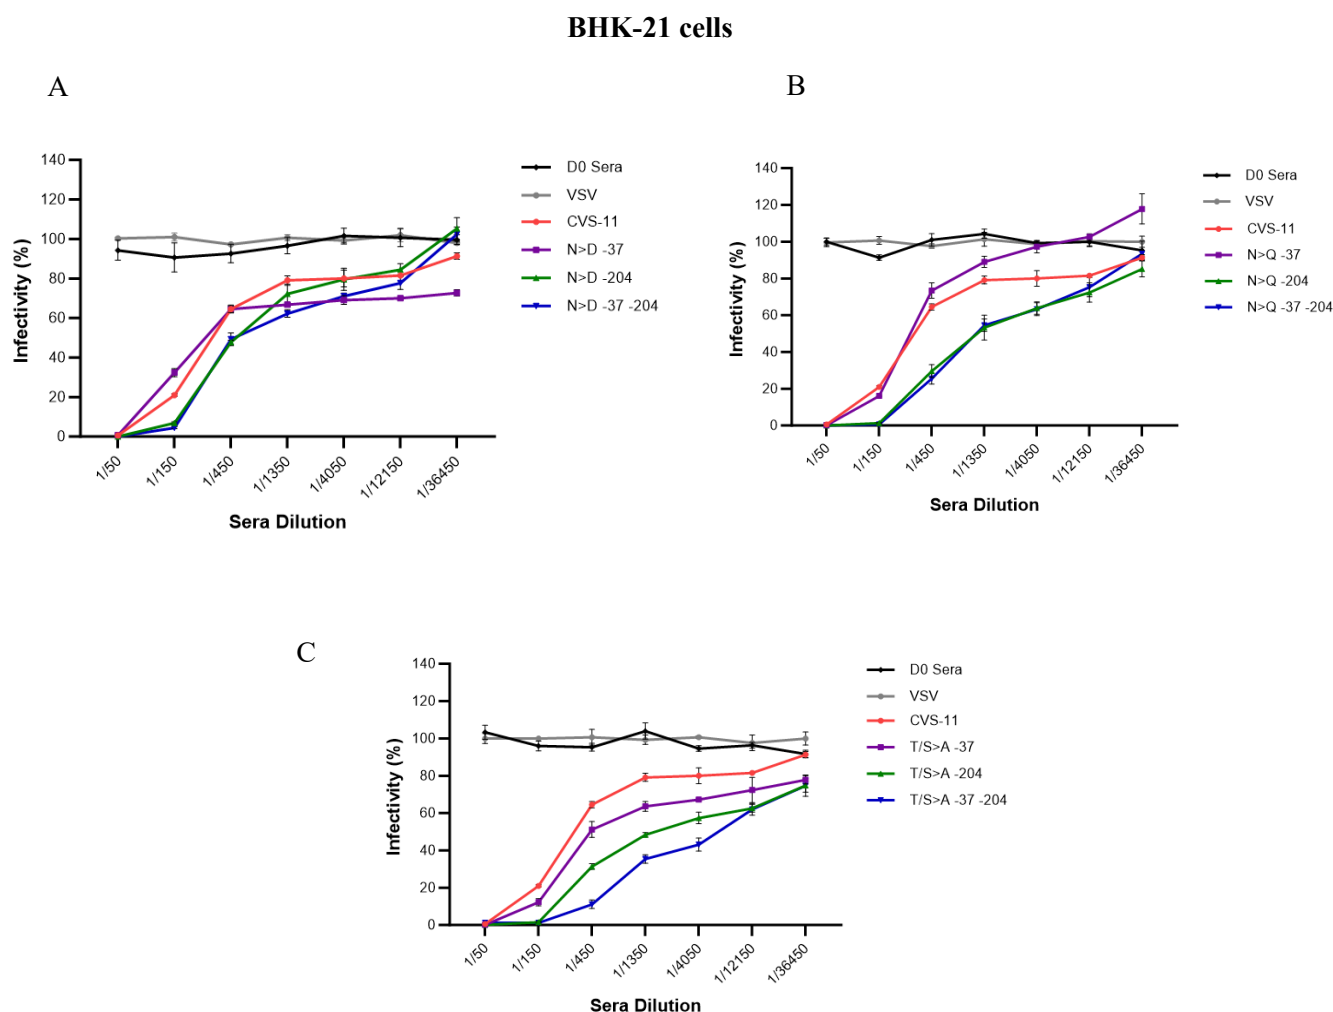 BHK-21 cells
A
140
120
100
80
60
40
20
0
Infectivity (%)
1/50
1/150
1/450
1/1350
1/4050
1/12150
1/36450
Sera Dilution
D0 Sera
VSV
CVS-11
N>D -37
N>D -204
N>D -37 -204
B
140
120
100
80
60
40
20
0
Infectivity (%)
1/50
1/150
1/450
1/1350
1/4050
1/12150
1/36450
Sera Dilution
D0 Sera
VSV
CVS-11
N>Q -37
N>Q -204
N>Q -37 -204
C
140
120
100
80
60
40
20
0
Infectivity (%)
1/50
1/150
1/450
1/1350
1/4050
1/12150
1/36450
Sera Dilution
D0 Sera
VSV
CVS-11
T/S>A -37
T/S>A -204
T/S>A -37 -204